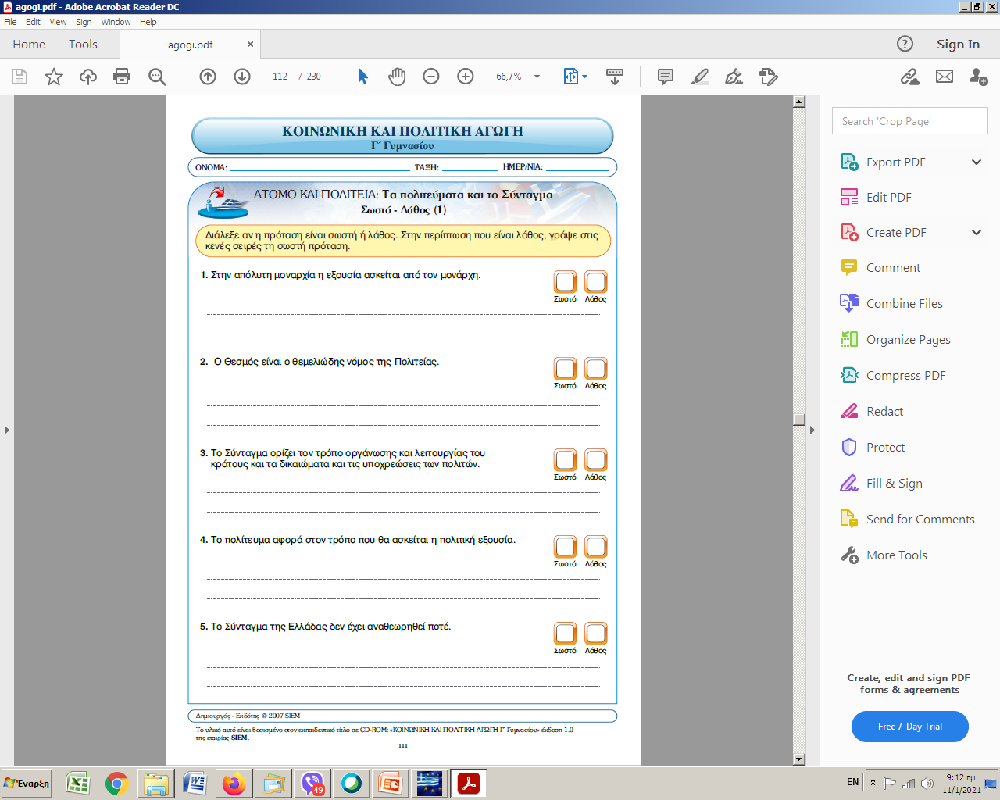 agogi.pdf - Adobe Acrobat Reader DC
File Edit View Sign Window Help
Home Tools agogi.pdf × Sign In
112 / 230 66,7%
ΚΟΙΝΩΝΙΚΗ ΚΑΙ ΠΟΛΙΤΙΚΗ ΑΓΩΓΗ
Γ΄ Γυμνασίου
ΟΝΟΜΑ: ΤΑΞΗ: ΗΜΕΡ/ΝΙΑ:
ΑΤΟΜΟ ΚΑΙ ΠΟΛΙΤΕΙΑ: Τα πολιτεύματα και το Σύνταγμα
Σωστό - Λάθος (1)
Διάλεξε αν η πρόταση είναι σωστή ή λάθος. Στην περίπτωση που είναι λάθος, γράψε στις
κενές σειρές τη σωστή πρόταση.
1. Στην απόλυτη μοναρχία η εξουσία ασκείται από τον μονάρχη.
Σωστό Λάθος
2. Ο Θεσμός είναι ο θεμελιώδης νόμος της Πολιτείας.
Σωστό Λάθος
3. Το Σύνταγμα ορίζει τον τρόπο οργάνωσης και λειτουργίας του
κράτους και τα δικαιώματα και τις υποχρεώσεις των πολιτών.
Σωστό Λάθος
4. Το πολίτευμα αφορά στον τρόπο που θα ασκείται η πολιτική εξουσία.
Σωστό Λάθος
5. Το Σύνταγμα της Ελλάδας δεν έχει αναθεωρηθεί ποτέ.
Σωστό Λάθος
Δημιουργός - Εκδότης © 2007 SIEM
Το υλικό αυτό είναι βασισμένο στον εκπαιδευτικό τίτλο σε CD-ROM: «ΚΟΙΝΩΝΙΚΗ ΚΑΙ ΠΟΛΙΤΙΚΗ ΑΓΩΓΗ Γ΄ Γυμνασίου» έκδοση 1.0
της εταιρίας SIEM.
111
Search 'Crop Page'
Export PDF
Edit PDF
Create PDF
Comment
Combine Files
Organize Pages
Compress PDF
Redact
Protect
Fill & Sign
Send for Comments
More Tools
Create, edit and sign PDF
forms & agreements
Free 7-Day Trial
Έναρξη
49
EN
9:12 πμ
11/1/2021